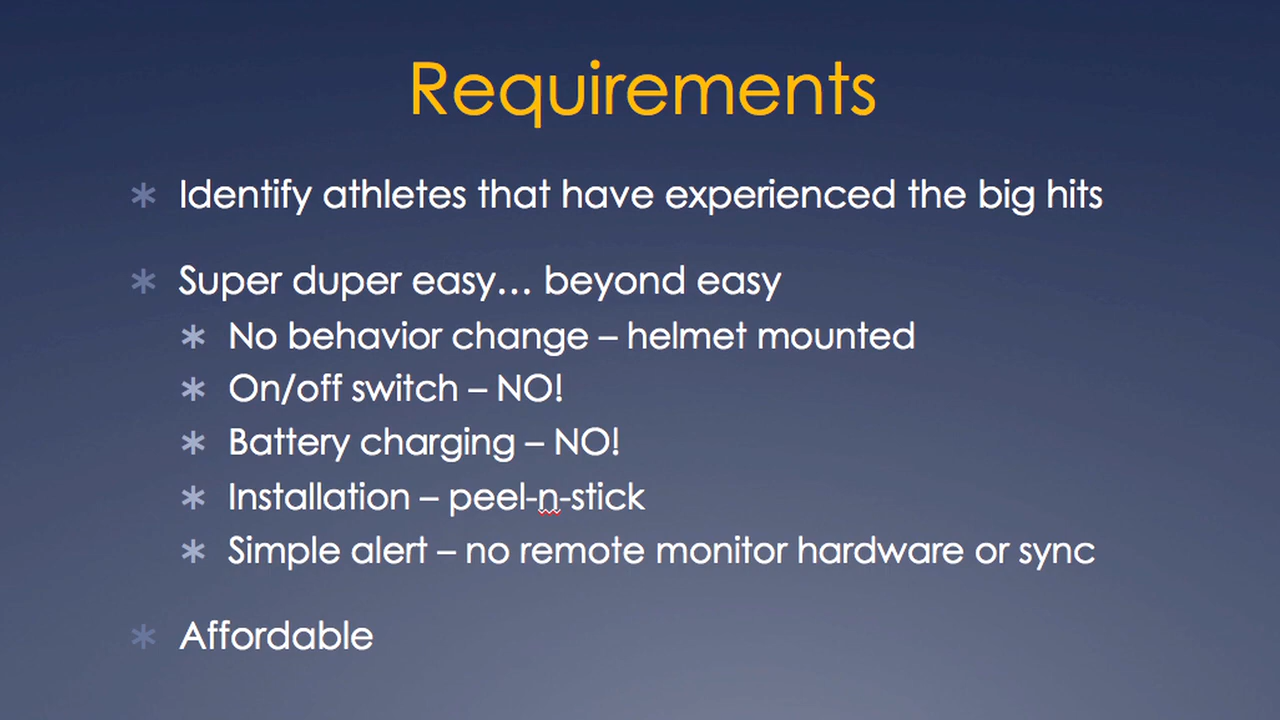 Requirements
Identify athletes that have experienced the big hits
Super duper easy… beyond easy
No behavior change – helmet mounted
On/off switch – NO!
Battery charging – NO!
Installation – peel-n-stick
Simple alert – no remote monitor hardware or sync
Affordable